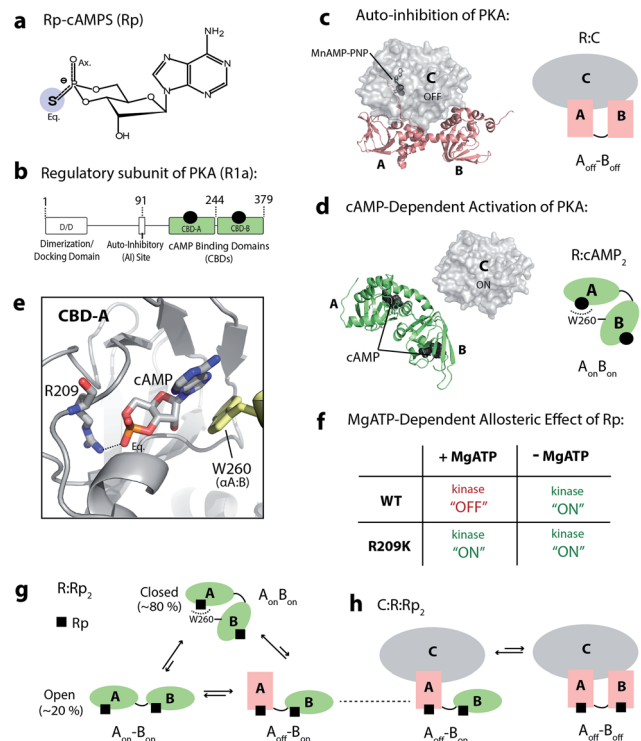 a Rp-cAMPS (Rp)
NH₂
O
Ax.
⊖
S P O
Eq.
O
O
OH
N
N
N
N
b Regulatory subunit of PKA (R1a):
1 91 244 379
D/D CBD-A CBD-B
Dimerization/
Docking Domain
Auto-Inhibitory
(AI) Site
cAMP Binding Domains
(CBDs)
c Auto-inhibition of PKA:
MnAMP-PNP
C
OFF
A B
R:C
C
A B
Aoff-Boff
d cAMP-Dependent Activation of PKA:
C
ON
A
B
cAMP
R:cAMP₂
A
W260
B
AonBon
e CBD-A
R209
cAMP
Eq.
W260
(αA:B)
f MgATP-Dependent Allosteric Effect of Rp:
+ MgATP – MgATP
WT kinase "OFF" kinase "ON"
R209K kinase "ON" kinase "ON"
g R:Rp₂
Rp
Closed
(~80 %)
A
W260
B
AonBon
Open
(~20 %)
A B
Aon-Bon
A B
Aoff-Bon
h C:R:Rp₂
C
A B
Aoff-Bon
C
A B
Aoff-Boff